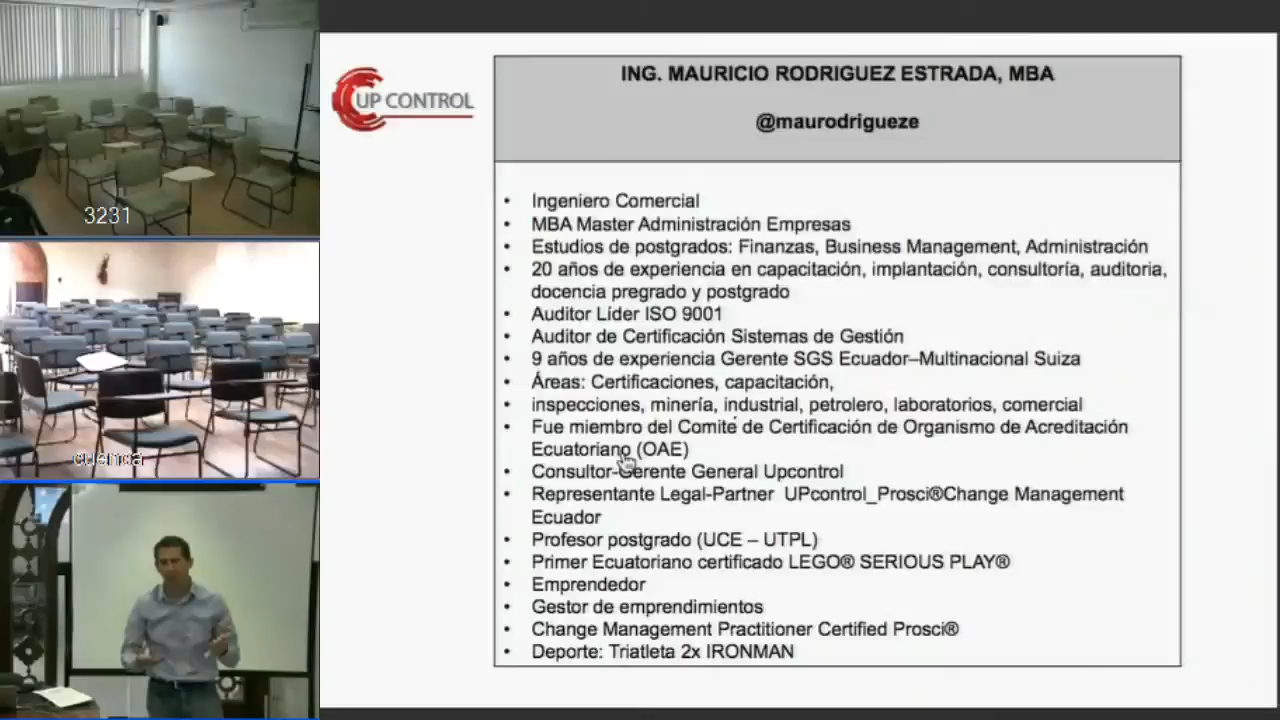 3231
cuenca
UP CONTROL
ING. MAURICIO RODRIGUEZ ESTRADA, MBA
@maurodrigueze
• Ingeniero Comercial
• MBA Master Administración Empresas
• Estudios de postgrados: Finanzas, Business Management, Administración
• 20 años de experiencia en capacitación, implantación, consultoría, auditoria,
docencia pregrado y postgrado
• Auditor Líder ISO 9001
• Auditor de Certificación Sistemas de Gestión
• 9 años de experiencia Gerente SGS Ecuador–Multinacional Suiza
• Áreas: Certificaciones, capacitación,
• inspecciones, minería, industrial, petrolero, laboratorios, comercial
• Fue miembro del Comité de Certificación de Organismo de Acreditación
Ecuatoriano (OAE)
• Consultor-Gerente General Upcontrol
• Representante Legal-Partner UPcontrol_Prosci®Change Management
Ecuador
• Profesor postgrado (UCE – UTPL)
• Primer Ecuatoriano certificado LEGO® SERIOUS PLAY®
• Emprendedor
• Gestor de emprendimientos
• Change Management Practitioner Certified Prosci®
• Deporte: Triatleta 2x IRONMAN